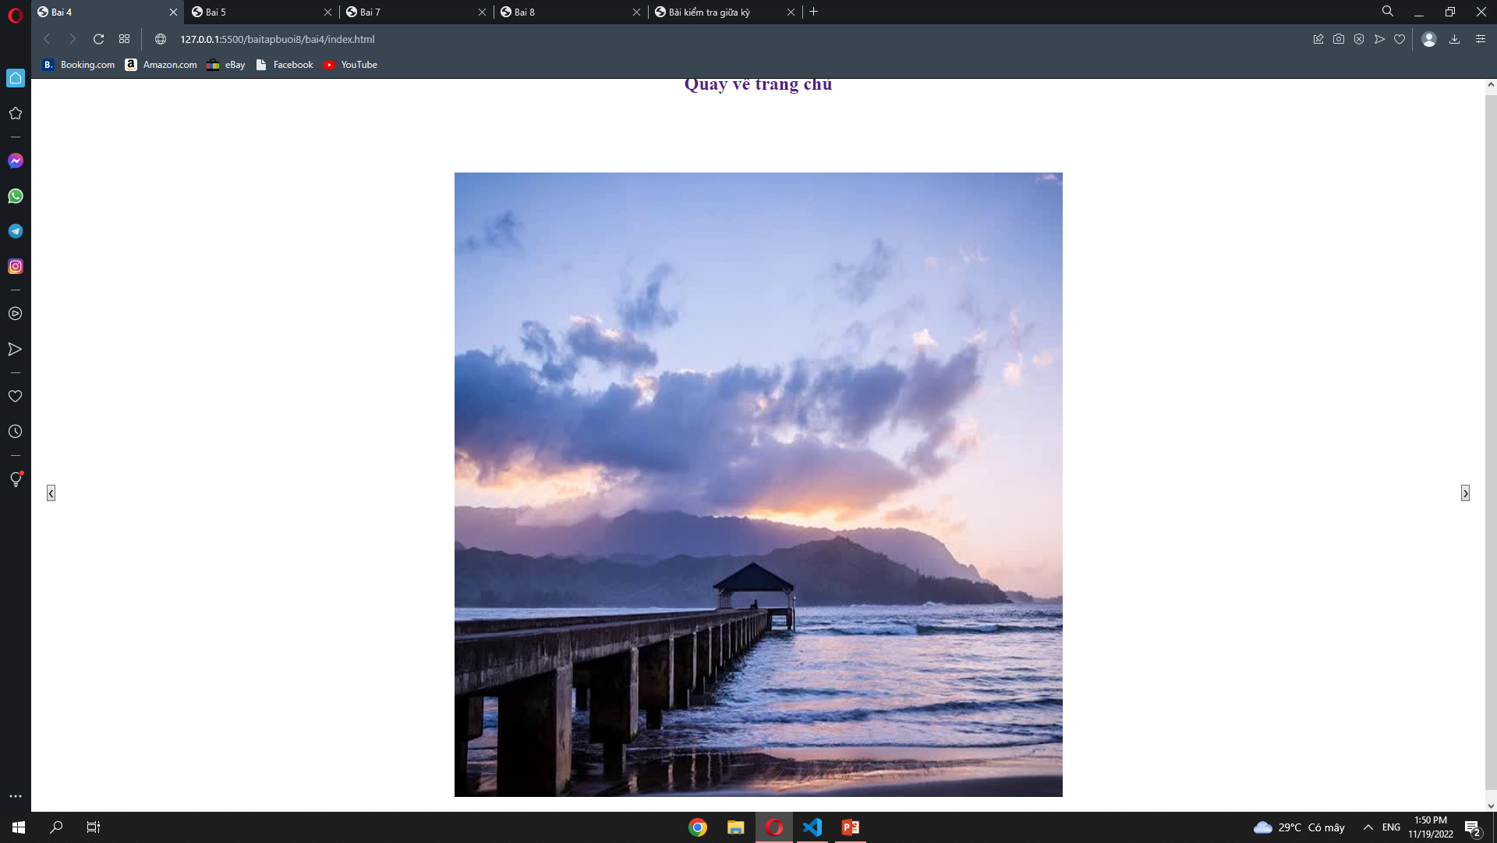 Bai 4
Bai 5
Bai 7
Bai 8
Bài kiểm tra giữa kỳ
127.0.0.1:5500/baitapbuoi8/bai4/index.html
B. Booking.com
a Amazon.com
eBay
Facebook
YouTube
Quay về trang chủ
❮
❯
29°C Có mây
ENG
1:50 PM
11/19/2022
2